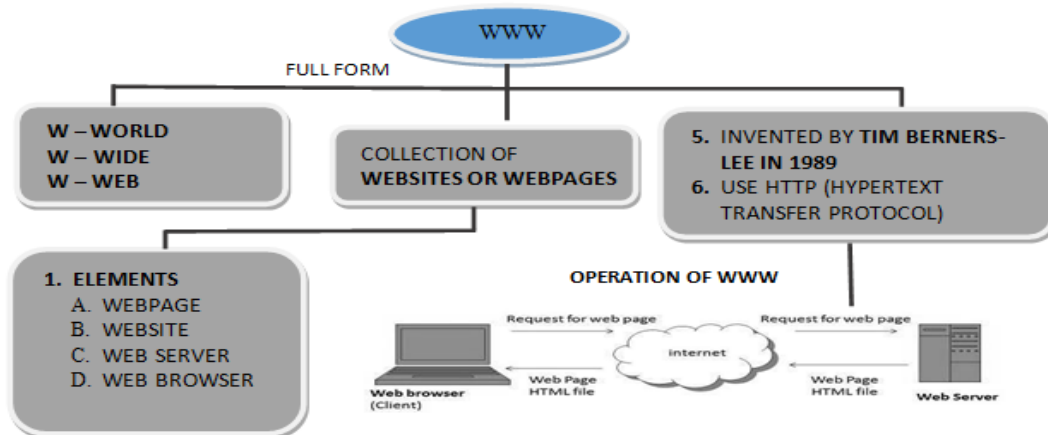 WWW
FULL FORM
W – WORLD
W – WIDE
W – WEB
COLLECTION OF
WEBSITES OR WEBPAGES
5. INVENTED BY TIM BERNERS-
LEE IN 1989
6. USE HTTP (HYPERTEXT
TRANSFER PROTOCOL)
1. ELEMENTS
A. WEBPAGE
B. WEBSITE
C. WEB SERVER
D. WEB BROWSER
OPERATION OF WWW
Request for web page
Request for web page
internet
Web Page
HTML file
Web Page
HTML file
Web browser
(Client)
Web Server